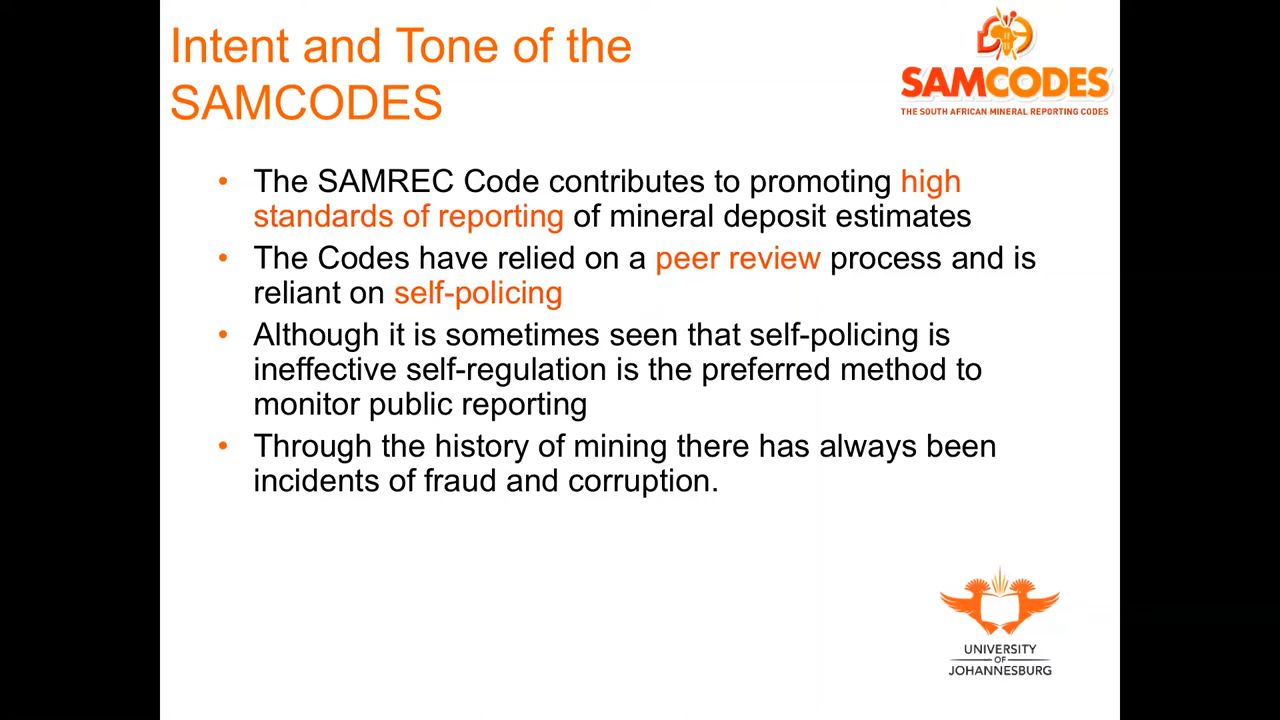 Intent and Tone of the
SAMCODES
SAMCODES
THE SOUTH AFRICAN MINERAL REPORTING CODES
• The SAMREC Code contributes to promoting high
standards of reporting of mineral deposit estimates
• The Codes have relied on a peer review process and is
reliant on self-policing
• Although it is sometimes seen that self-policing is
ineffective self-regulation is the preferred method to
monitor public reporting
• Through the history of mining there has always been
incidents of fraud and corruption.
UNIVERSITY
OF
JOHANNESBURG